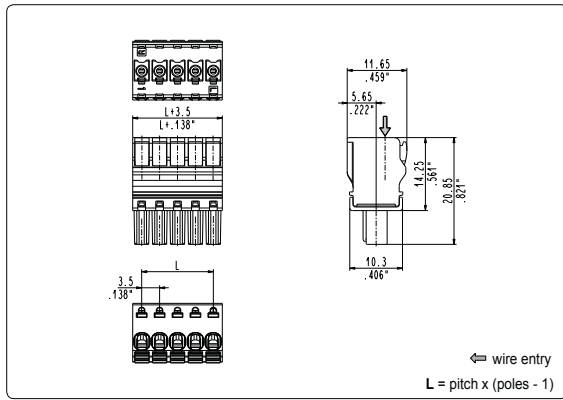 11.65
.459"
5.65
.222"
L+3.5
L+.138"
14.25
.561"
20.85
.821"
L
3.5
.138"
10.3
.406"
wire entry
L = pitch x (poles - 1)